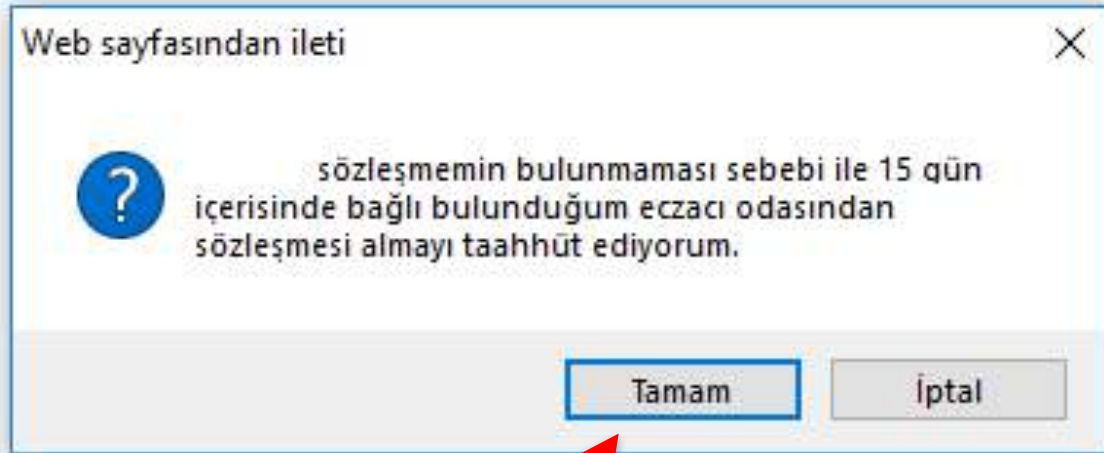 Web sayfasından ileti
?
sözleşmemin bulunmaması sebebi ile 15 gün
içerisinde bağlı bulunduğum eczacı odasından
sözleşmesi almayı taahhüt ediyorum.
Tamam
İptal